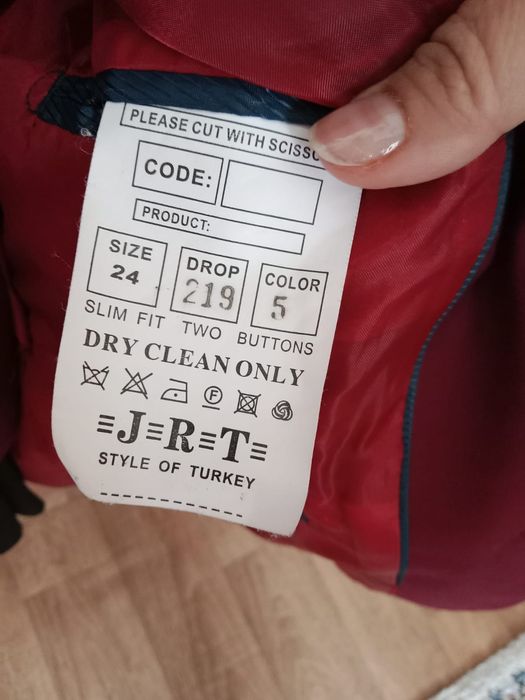 PLEASE CUT WITH
CODE:
PRODUCT:
SIZE DROP COLOR
24 219 5
SLIM FIT TWO BUTTONS
DRY CLEAN ONLY
F
≡J≡R≡T≡
STYLE OF TURKEY